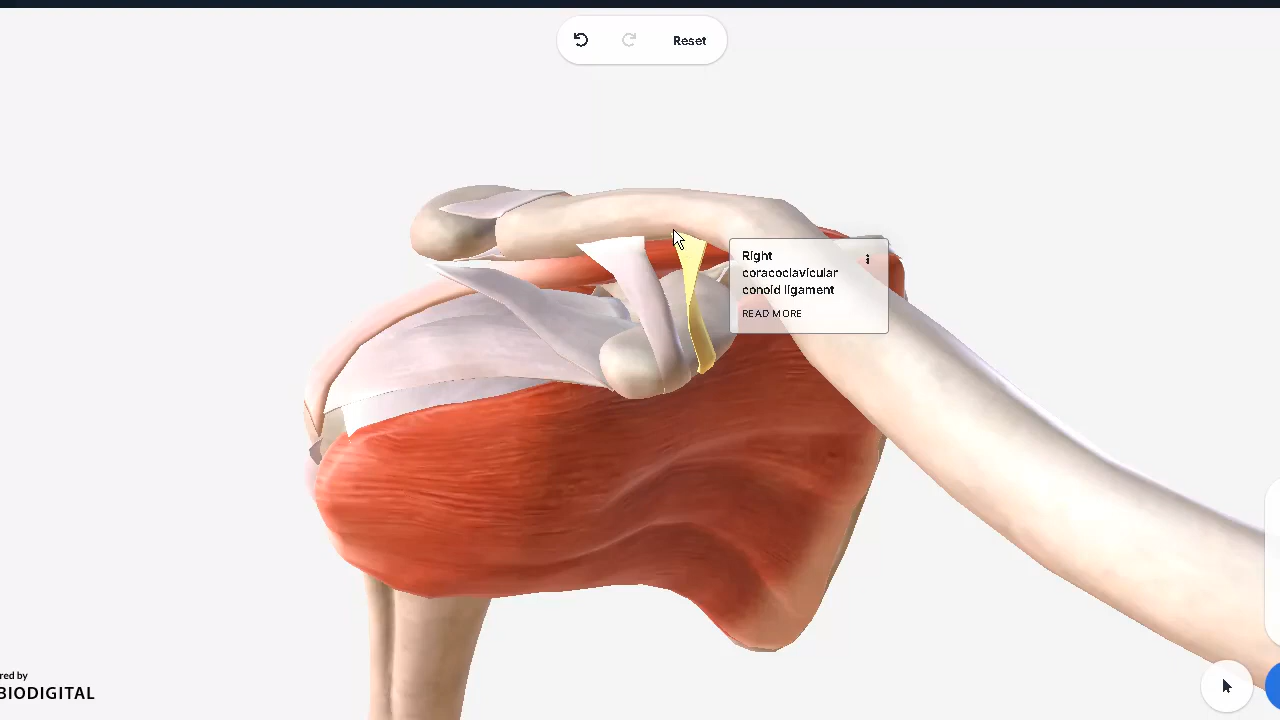 Reset
Right
coracoclavicular
conoid ligament
READ MORE
red by
BIODIGITAL